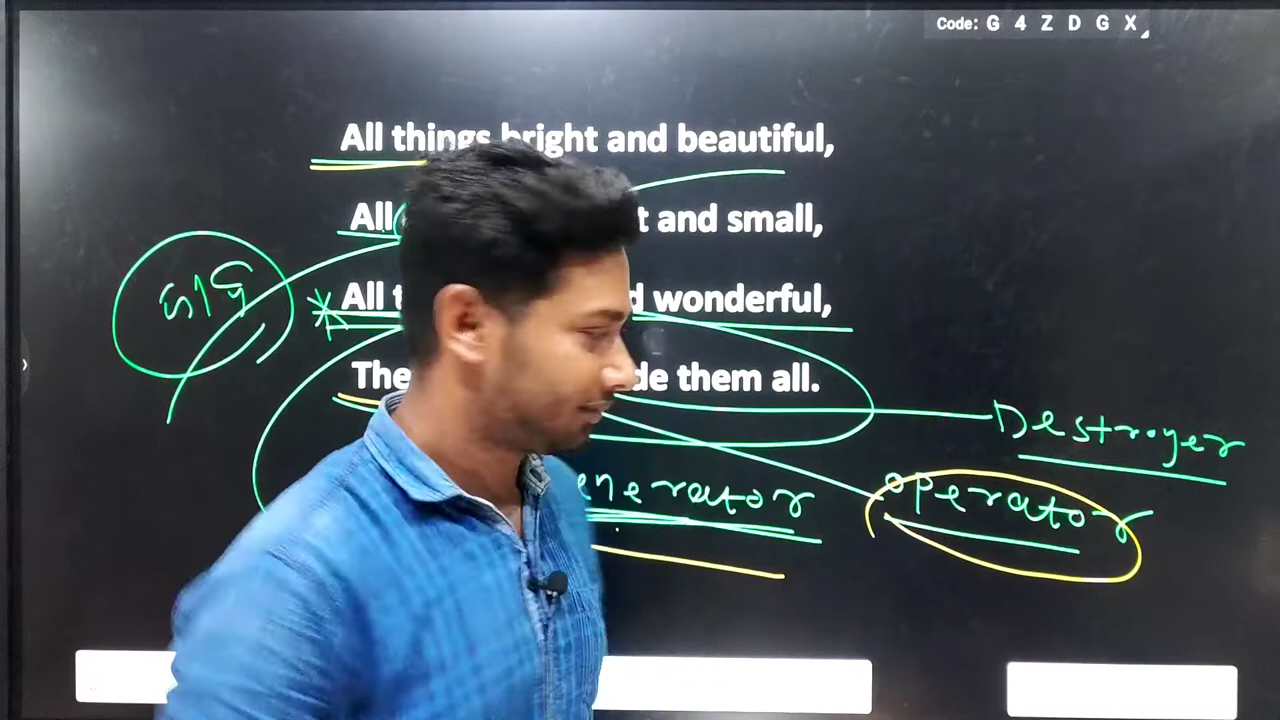 Code: G 4 Z D G X
All things bright and beautiful,
All t and small,
All t d wonderful,
The de them all.
Destroyer
enerator
operator